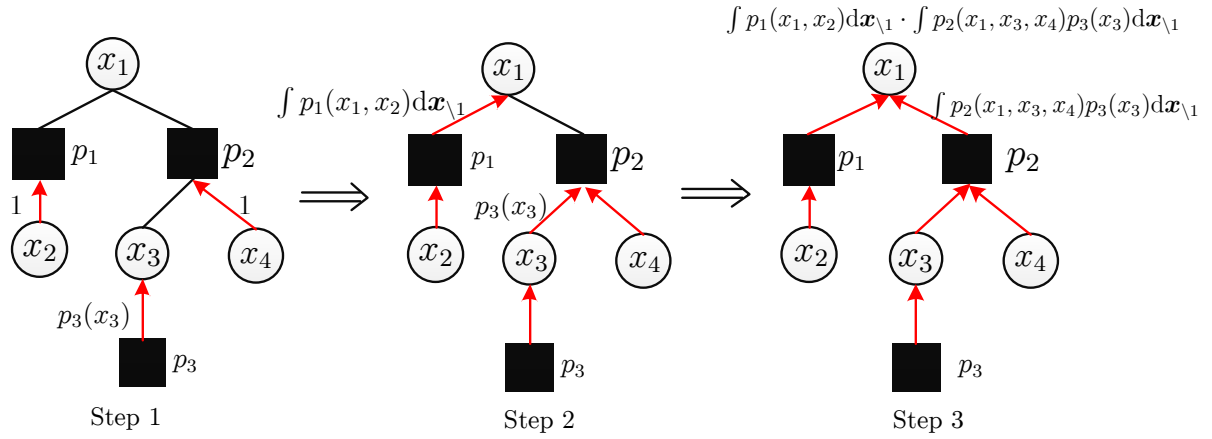 ∫ p₁(x₁, x₂)d𝒙\₁ · ∫ p₂(x₁, x₃, x₄)p₃(x₃)d𝒙\₁
x₁
x₁
x₁
∫ p₁(x₁, x₂)d𝒙\₁
∫ p₂(x₁, x₃, x₄)p₃(x₃)d𝒙\₁
p₁
p₂
p₁
p₂
p₁
p₂
1
1
p₃(x₃)
x₂
x₃
x₄
x₂
x₃
x₄
x₂
x₃
x₄
p₃(x₃)
p₃
p₃
p₃
Step 1
Step 2
Step 3